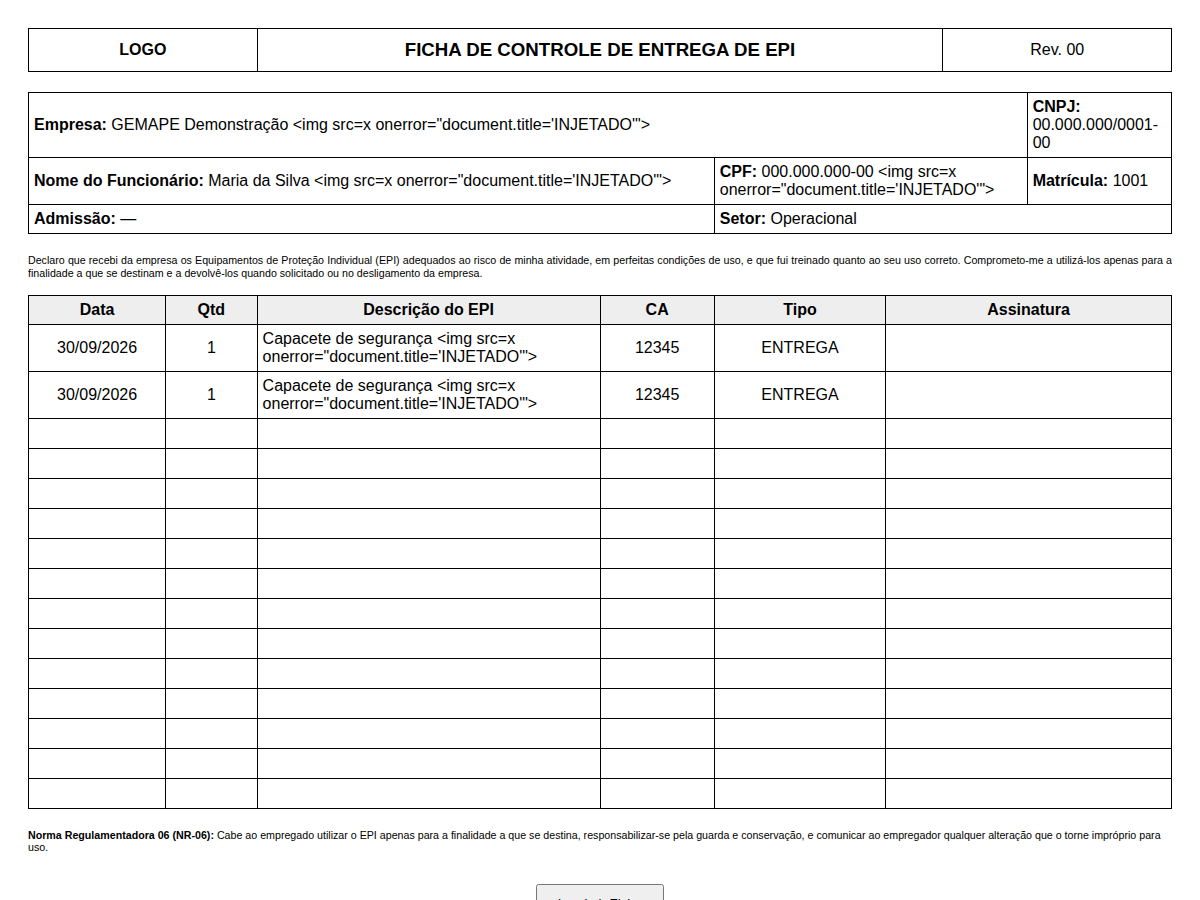 LOGO
FICHA DE CONTROLE DE ENTREGA DE EPI
Rev. 00
Empresa: GEMAPE Demonstração <img src=x onerror="document.title='INJETADO'">
CNPJ:
00.000.000/0001-
00
Nome do Funcionário: Maria da Silva <img src=x onerror="document.title='INJETADO'">
CPF: 000.000.000-00 <img src=x
onerror="document.title='INJETADO'">
Matrícula: 1001
Admissão: —
Setor: Operacional
Declaro que recebi da empresa os Equipamentos de Proteção Individual (EPI) adequados ao risco de minha atividade, em perfeitas condições de uso, e que fui treinado quanto ao seu uso correto. Comprometo-me a utilizá-los apenas para a
finalidade a que se destinam e a devolvê-los quando solicitado ou no desligamento da empresa.
Data Qtd Descrição do EPI CA Tipo Assinatura
30/09/2026 1 Capacete de segurança <img src=x
onerror="document.title='INJETADO'"> 12345 ENTREGA
30/09/2026 1 Capacete de segurança <img src=x
onerror="document.title='INJETADO'"> 12345 ENTREGA
Norma Regulamentadora 06 (NR-06): Cabe ao empregado utilizar o EPI apenas para a finalidade a que se destina, responsabilizar-se pela guarda e conservação, e comunicar ao empregador qualquer alteração que o torne impróprio para
uso.